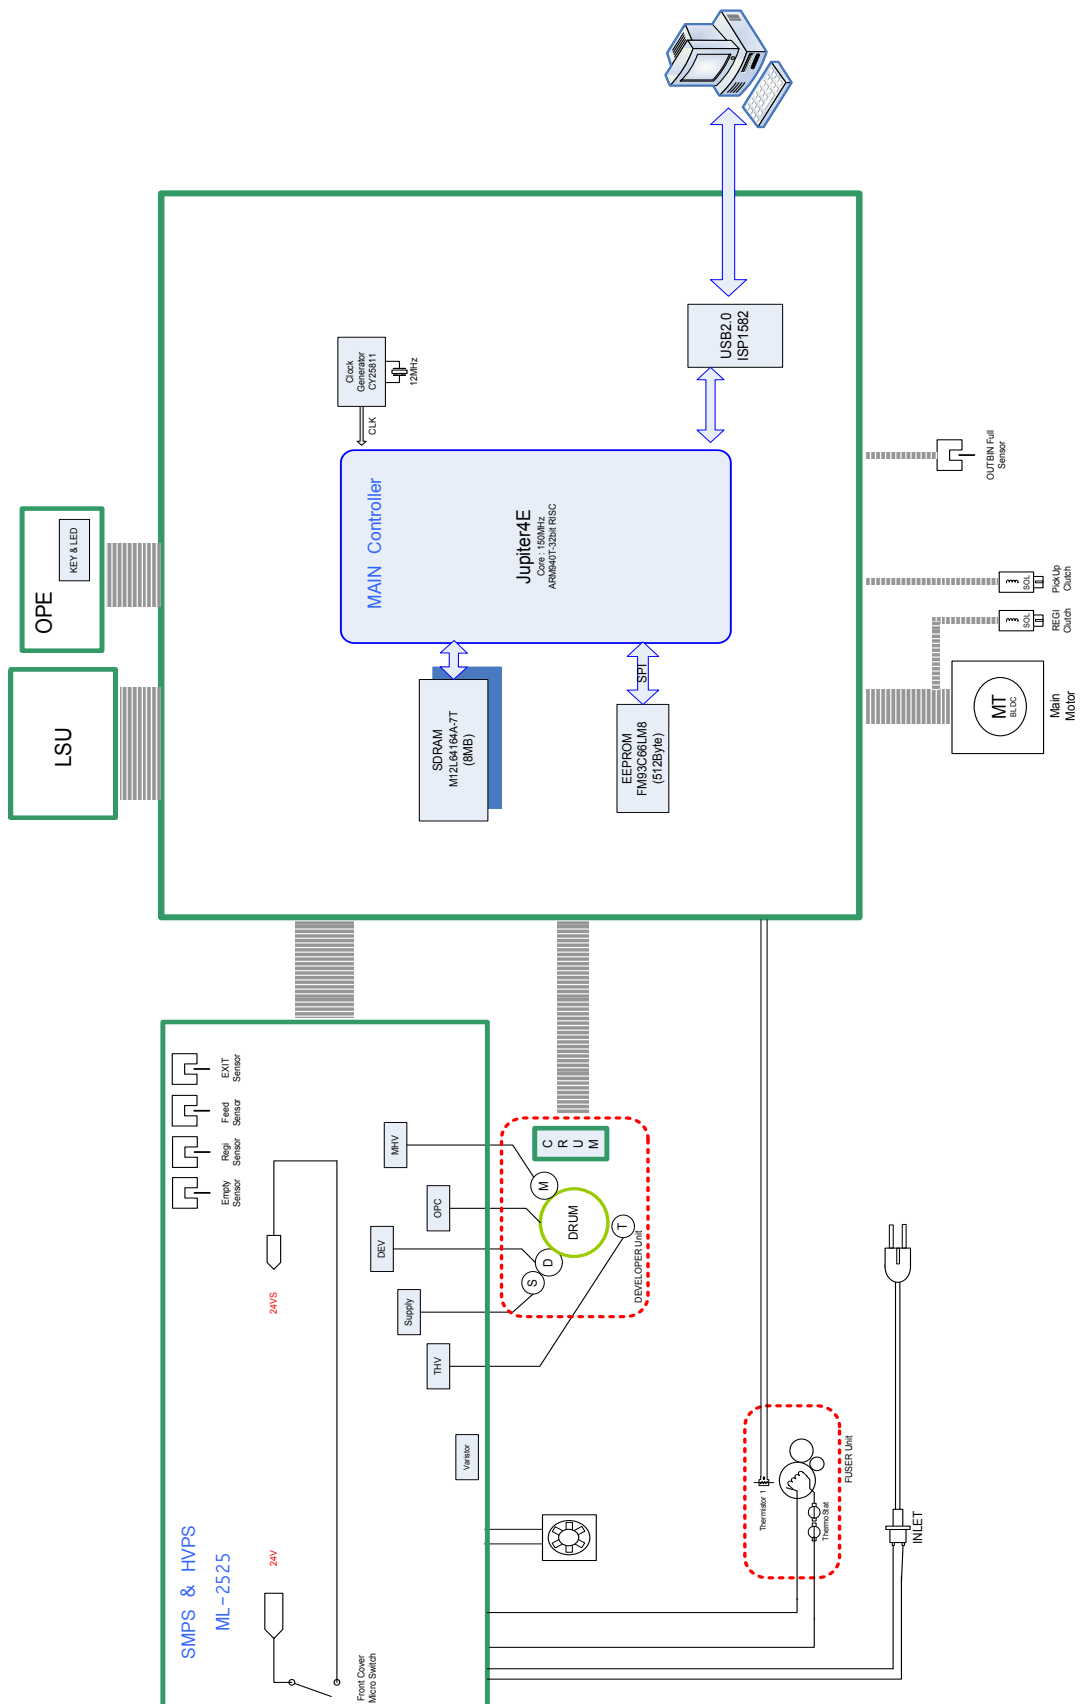 OPE
KEY & LED
LSU
Clock
Generator
CY25811
12MHz
CLK
USB2.0
ISP1582
MAIN Controller
Jupiter4E
Core : 150MHz
ARM940T-32bit RISC
SDRAM
M12L64164A-7T
(8MB)
SPI
EEPROM
FM93C66LM8
(512Byte)
OUTBIN Full
Sensor
SOL
PickUp
Clutch
SOL
REGI
Clutch
MT
BLDC
Main
Motor
EXIT
Sensor
Feed
Sensor
Regi
Sensor
Empty
Sensor
24VS
24V
SMPS & HVPS
ML-2525
Front Cover
Micro Switch
MHV
OPC
DEV
Supply
THV
Varistor
C
R
U
M
M
DRUM
D
S
T
DEVELOPER Unit
Thermistor 1
ThermoStat
FUSER Unit
INLET